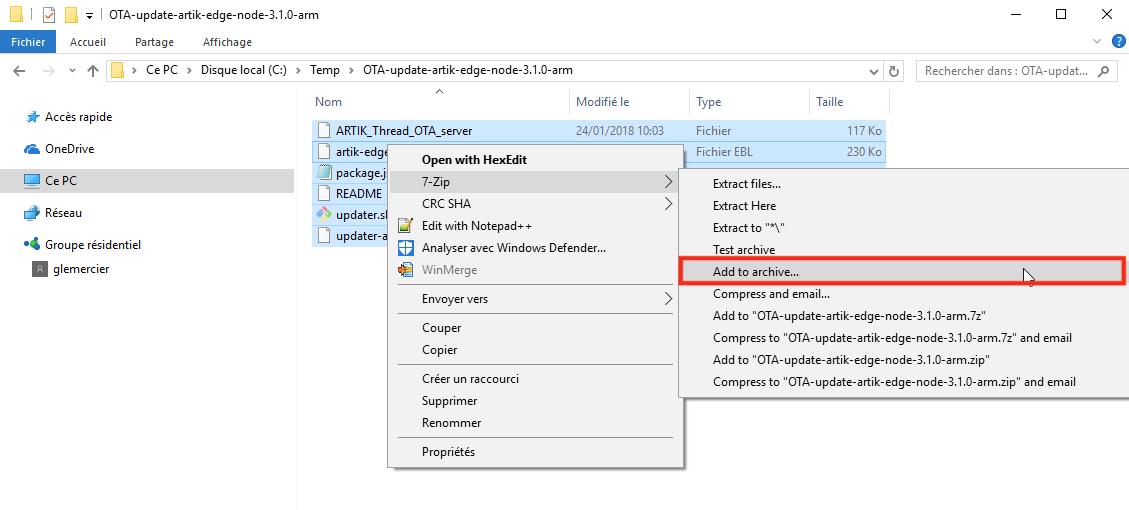 OTA-update-artik-edge-node-3.1.0-arm
Fichier Accueil Partage Affichage
Ce PC Disque local (C:) Temp OTA-update-artik-edge-node-3.1.0-arm Rechercher dans : OTA-updat...
Accès rapide
OneDrive
Ce PC
Réseau
Groupe résidentiel
glemercier
Nom Modifié le Type Taille
ARTIK_Thread_OTA_server 24/01/2018 10:03 Fichier 117 Ko
artik-edge Fichier EBL 230 Ko
package.js
README
updater.sh
updater-a
Open with HexEdit
7-Zip
CRC SHA
Edit with Notepad++
Analyser avec Windows Defender...
WinMerge
Envoyer vers
Couper
Copier
Créer un raccourci
Supprimer
Renommer
Propriétés
Extract files...
Extract Here
Extract to "*\"
Test archive
Add to archive...
Compress and email...
Add to "OTA-update-artik-edge-node-3.1.0-arm.7z"
Compress to "OTA-update-artik-edge-node-3.1.0-arm.7z" and email
Add to "OTA-update-artik-edge-node-3.1.0-arm.zip"
Compress to "OTA-update-artik-edge-node-3.1.0-arm.zip" and email